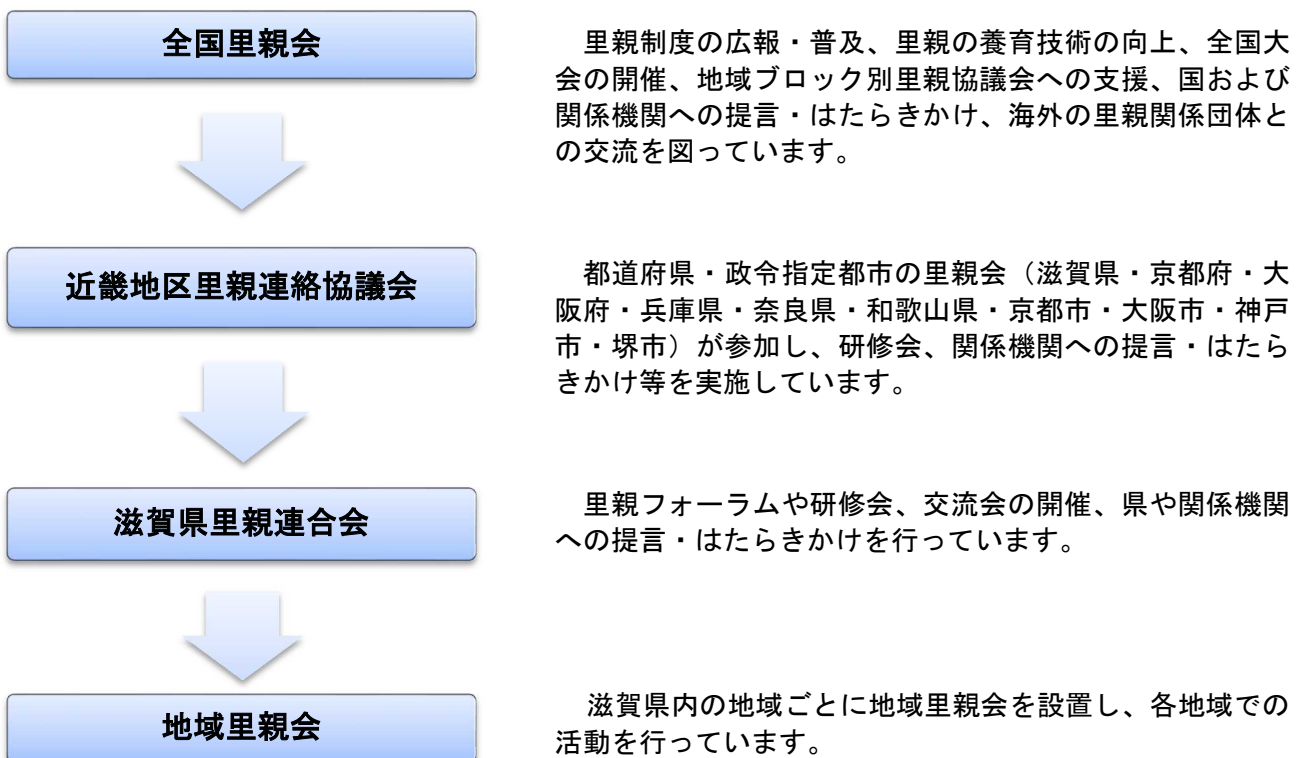 全国里親会
里親制度の広報・普及、里親の養育技術の向上、全国大
会の開催、地域ブロック別里親協議会への支援、国および
関係機関への提言・はたらきかけ、海外の里親関係団体と
の交流を図っています。
近畿地区里親連絡協議会
都道府県・政令指定都市の里親会（滋賀県・京都府・大
阪府・兵庫県・奈良県・和歌山県・京都市・大阪市・神戸
市・堺市）が参加し、研修会、関係機関への提言・はたら
きかけ等を実施しています。
滋賀県里親連合会
里親フォーラムや研修会、交流会の開催、県や関係機関
への提言・はたらきかけを行っています。
地域里親会
滋賀県内の地域ごとに地域里親会を設置し、各地域での
活動を行っています。